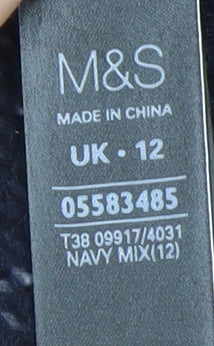 M&S
MADE IN CHINA
UK • 12
05583485
T38 09917/4031
NAVY MIX(12)